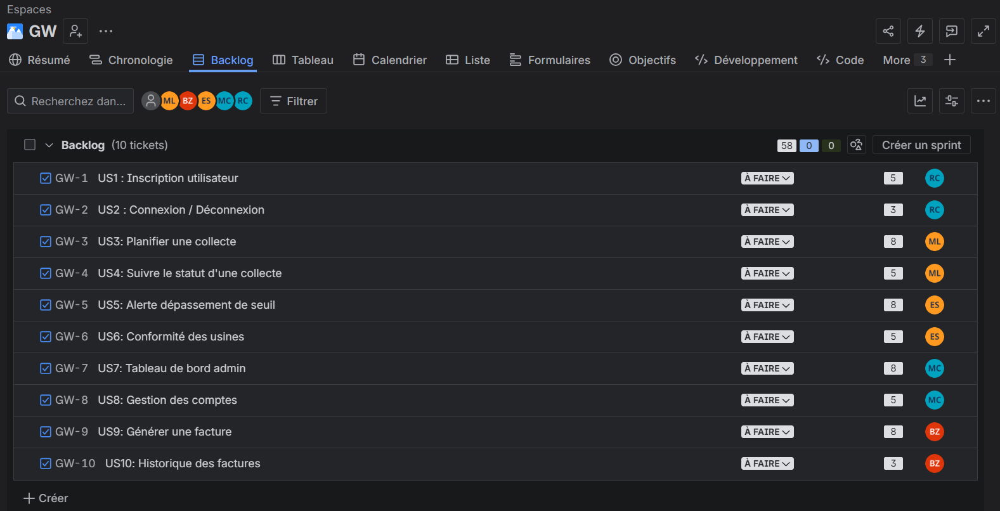 Espaces
GW
Résumé Chronologie Backlog Tableau Calendrier Liste Formulaires Objectifs Développement Code More 3
Recherchez dan... ML BZ ES MC RC Filtrer
Backlog (10 tickets) 58 0 0 Créer un sprint
GW-1 US1 : Inscription utilisateur À FAIRE 5 RC
GW-2 US2 : Connexion / Déconnexion À FAIRE 3 RC
GW-3 US3: Planifier une collecte À FAIRE 8 ML
GW-4 US4: Suivre le statut d'une collecte À FAIRE 5 ML
GW-5 US5: Alerte dépassement de seuil À FAIRE 8 ES
GW-6 US6: Conformité des usines À FAIRE 5 ES
GW-7 US7: Tableau de bord admin À FAIRE 8 MC
GW-8 US8: Gestion des comptes À FAIRE 5 MC
GW-9 US9: Générer une facture À FAIRE 8 BZ
GW-10 US10: Historique des factures À FAIRE 3 BZ
Créer